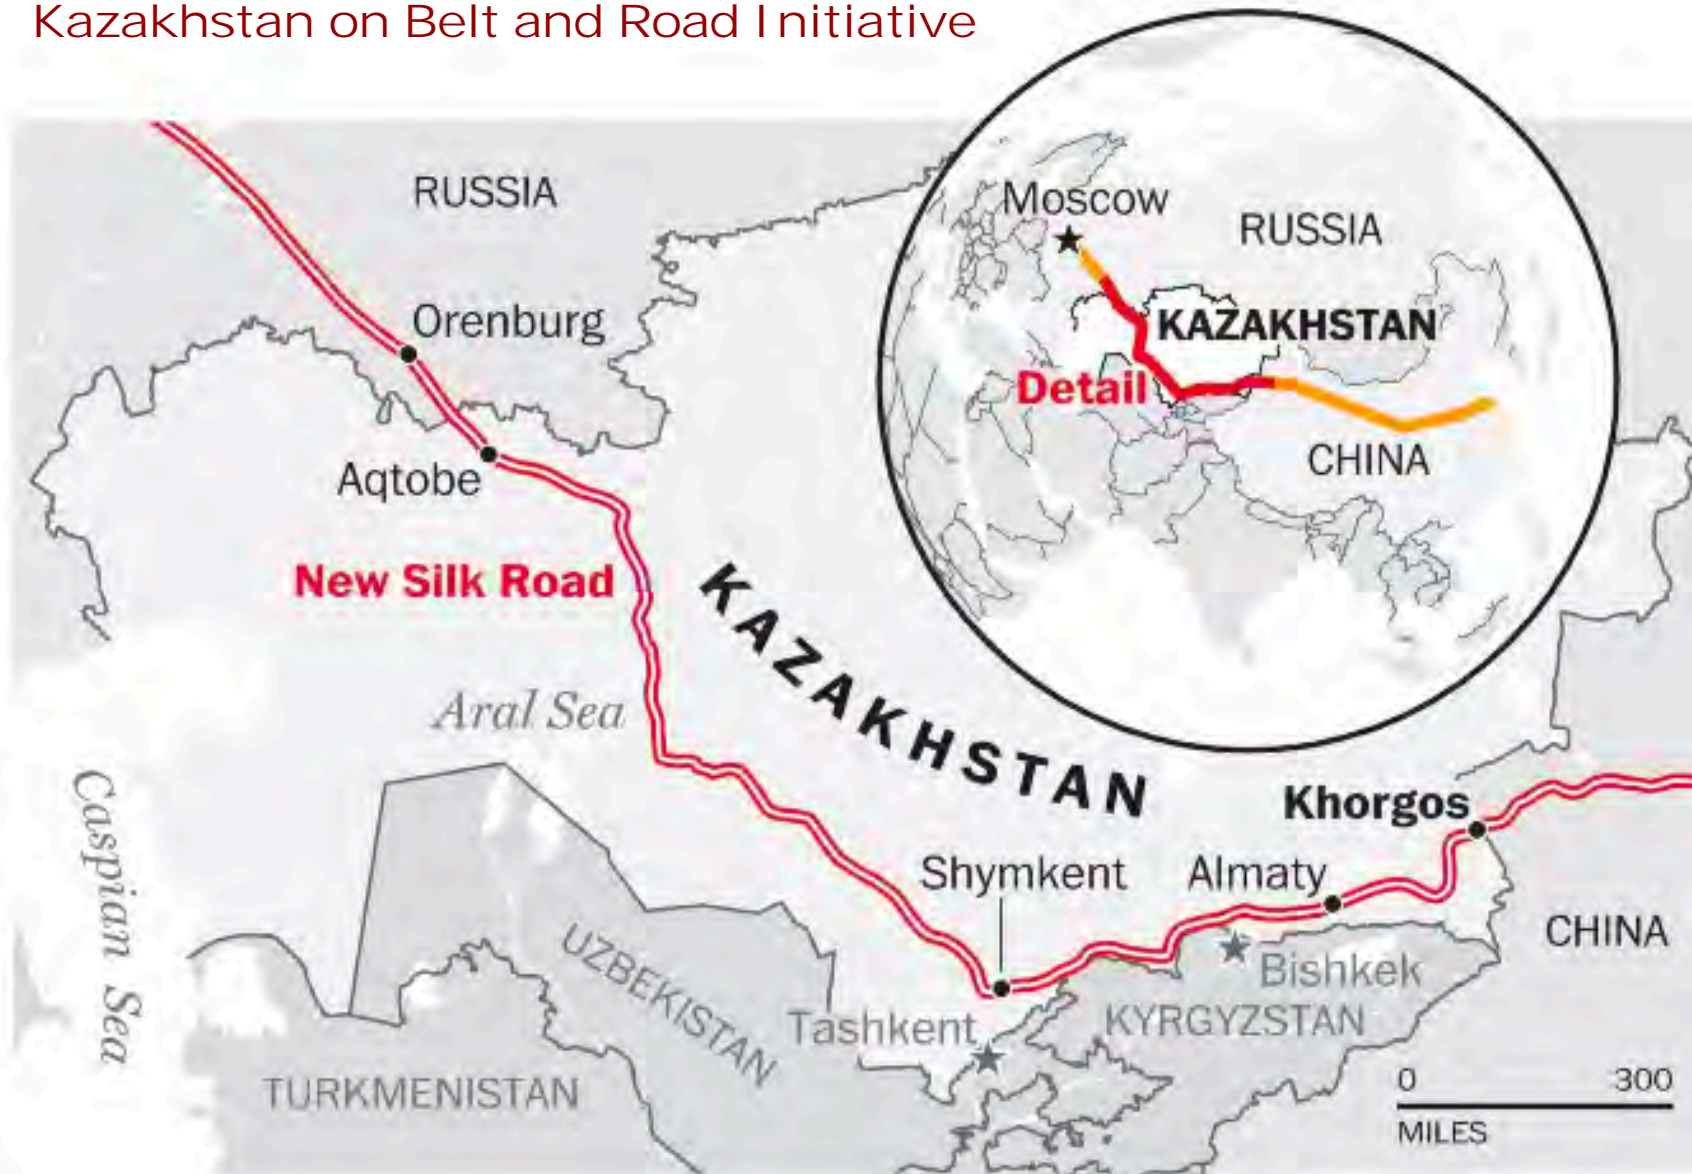 Kazakhstan on Belt and Road Initiative
RUSSIA
Moscow
RUSSIA
Orenburg
KAZAKHSTAN
Detail
CHINA
Aqtobe
New Silk Road
KAZAKHSTAN
Aral Sea
Caspian Sea
Khorgos
Shymkent
Almaty
CHINA
UZBEKISTAN
Bishkek
Tashkent
KYRGYZSTAN
TURKMENISTAN
0 300
MILES